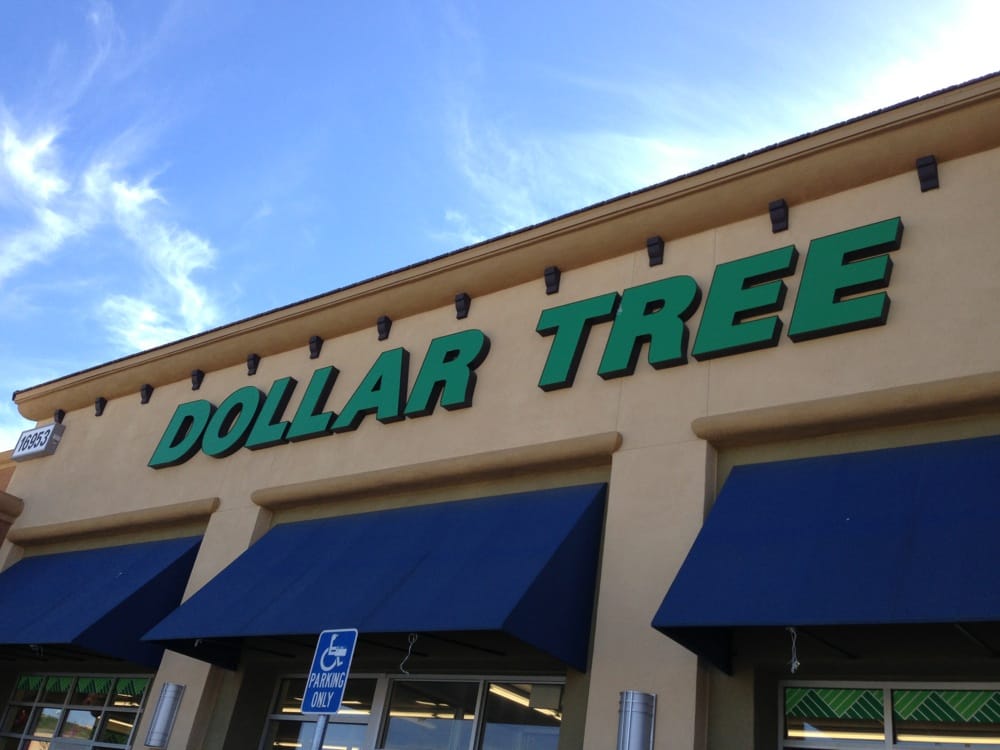 DOLLAR TREE
16953
PARKING
ONLY